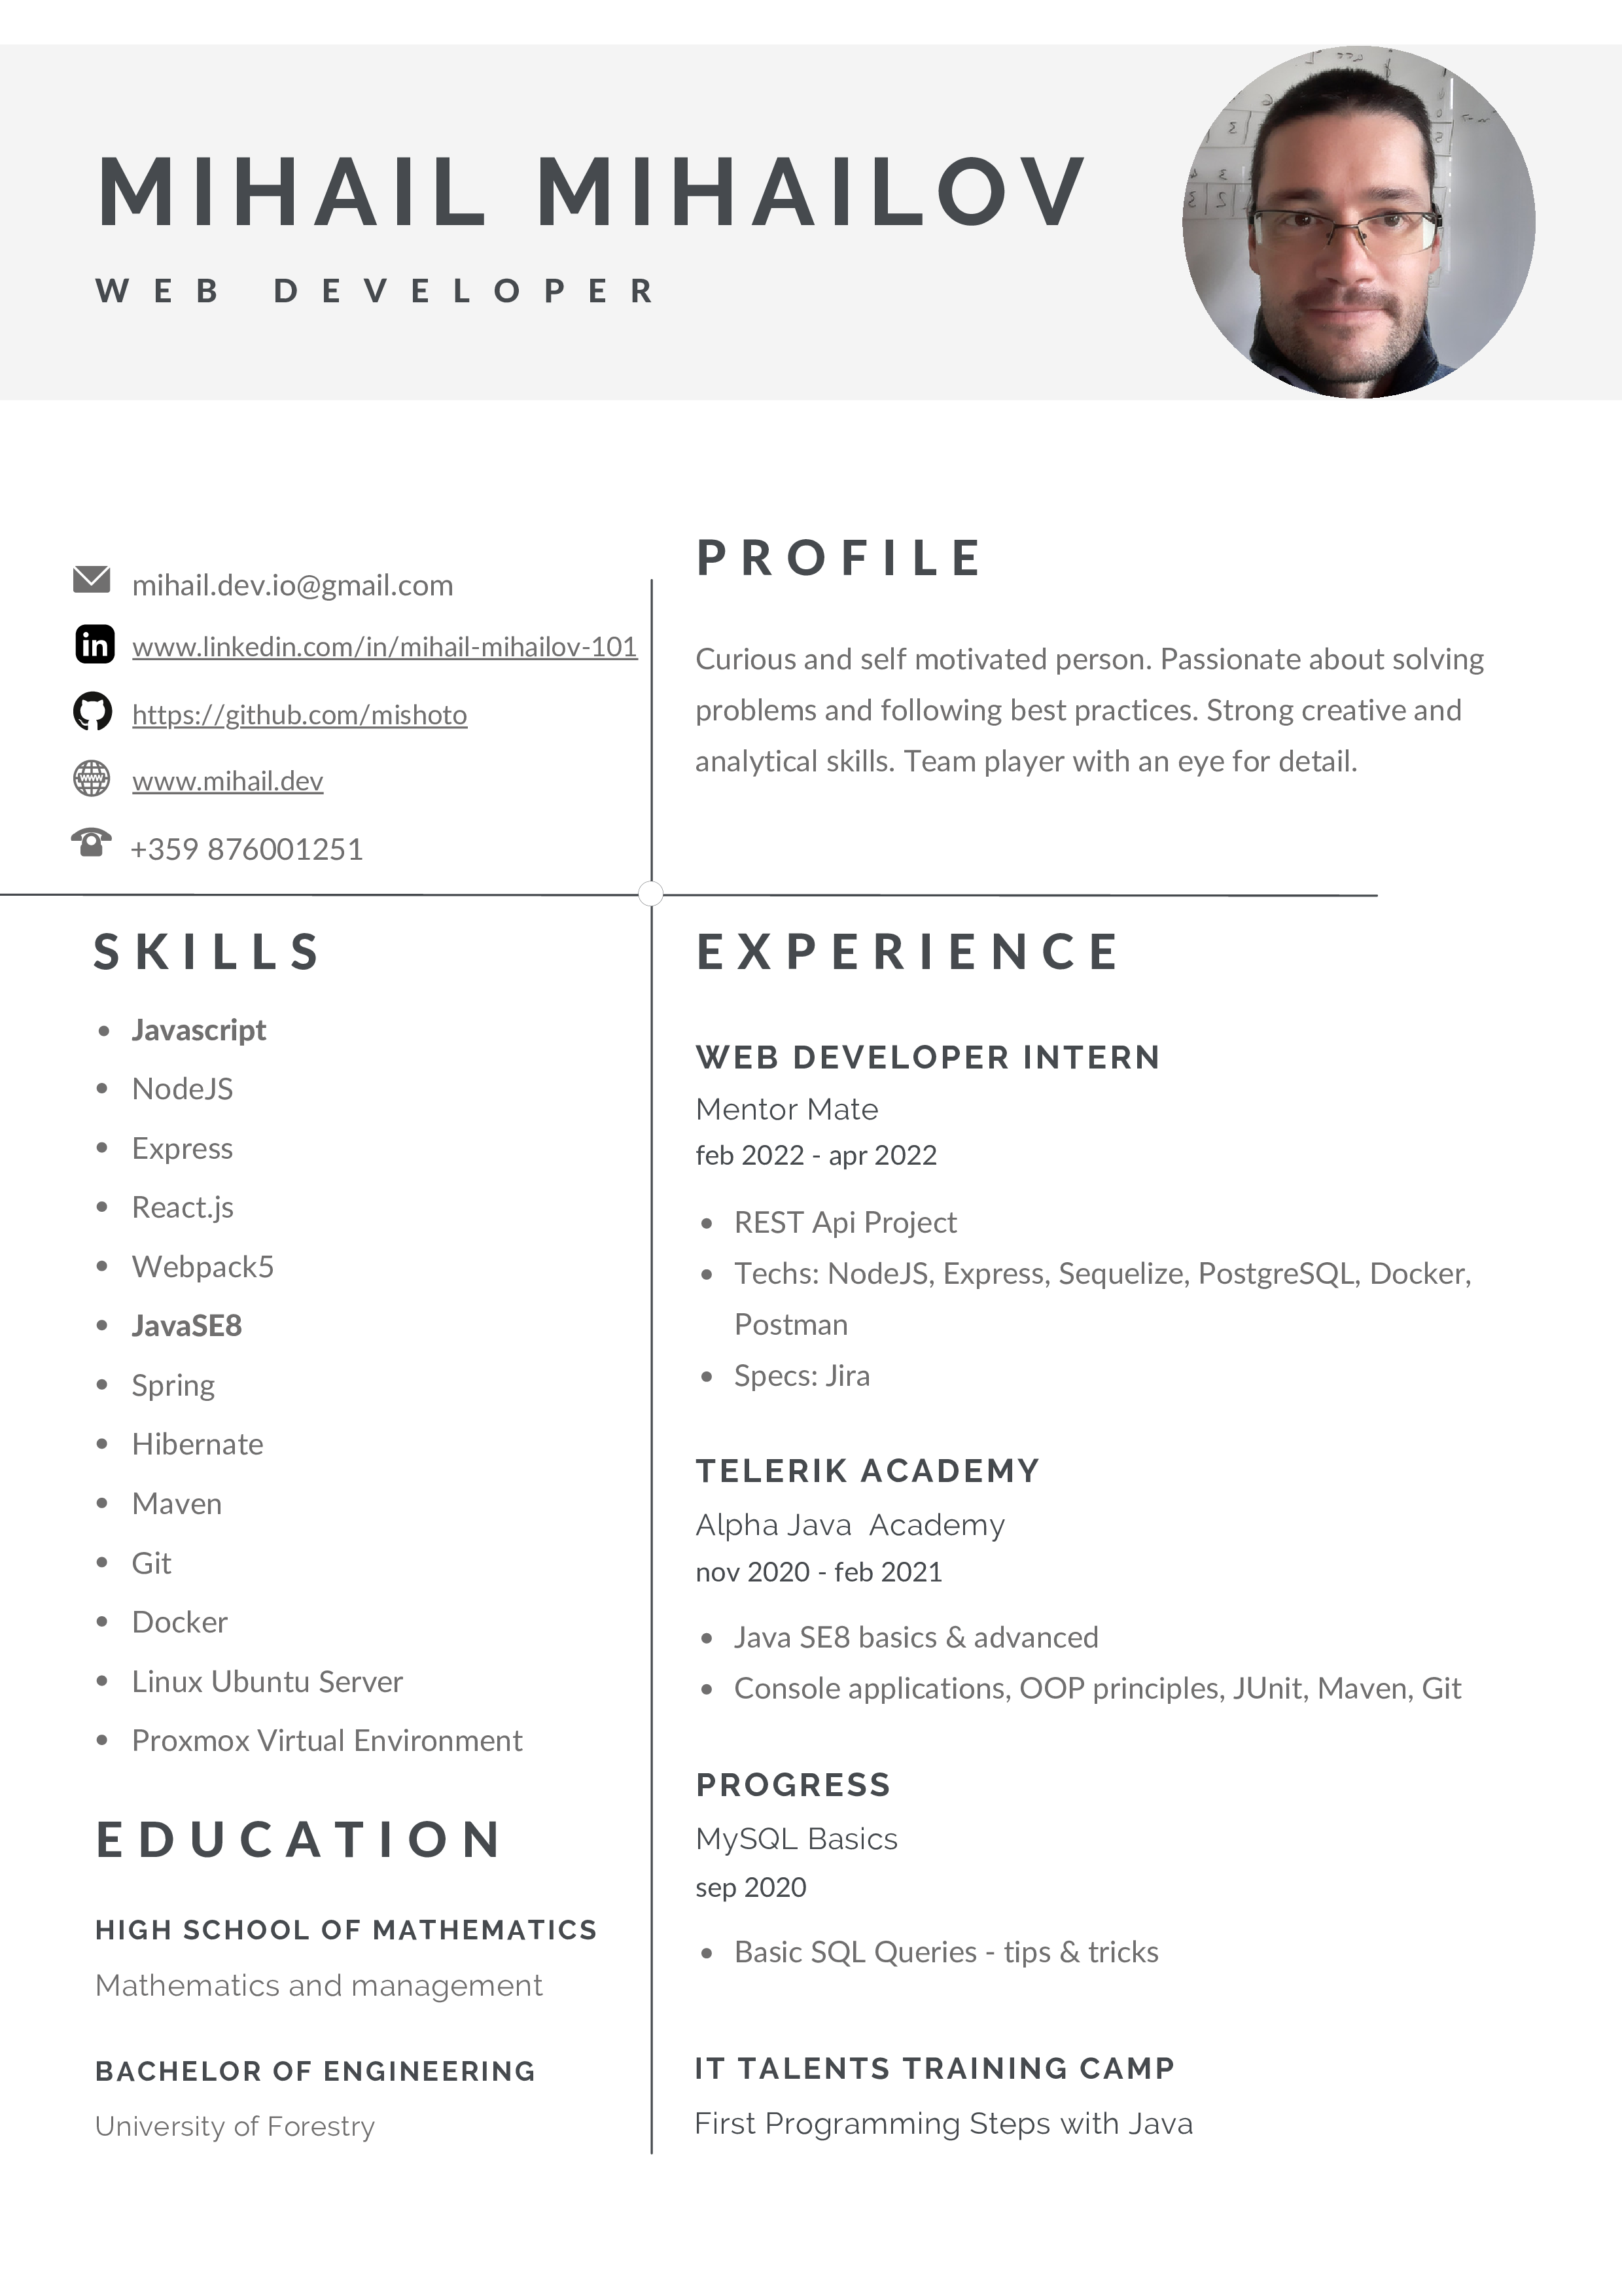 MIHAIL MIHAILOV
WEB DEVELOPER
mihail.dev.io@gmail.com
www.linkedin.com/in/mihail-mihailov-101
https://github.com/mishoto
www.mihail.dev
+359 876001251
PROFILE
Curious and self motivated person. Passionate about solving
problems and following best practices. Strong creative and
analytical skills. Team player with an eye for detail.
SKILLS
• Javascript
• NodeJS
• Express
• React.js
• Webpack5
• JavaSE8
• Spring
• Hibernate
• Maven
• Git
• Docker
• Linux Ubuntu Server
• Proxmox Virtual Environment
EDUCATION
HIGH SCHOOL OF MATHEMATICS
Mathematics and management
BACHELOR OF ENGINEERING
University of Forestry
EXPERIENCE
WEB DEVELOPER INTERN
Mentor Mate
feb 2022 - apr 2022
• REST Api Project
• Techs: NodeJS, Express, Sequelize, PostgreSQL, Docker,
Postman
• Specs: Jira
TELERIK ACADEMY
Alpha Java Academy
nov 2020 - feb 2021
• Java SE8 basics & advanced
• Console applications, OOP principles, JUnit, Maven, Git
PROGRESS
MySQL Basics
sep 2020
• Basic SQL Queries - tips & tricks
IT TALENTS TRAINING CAMP
First Programming Steps with Java